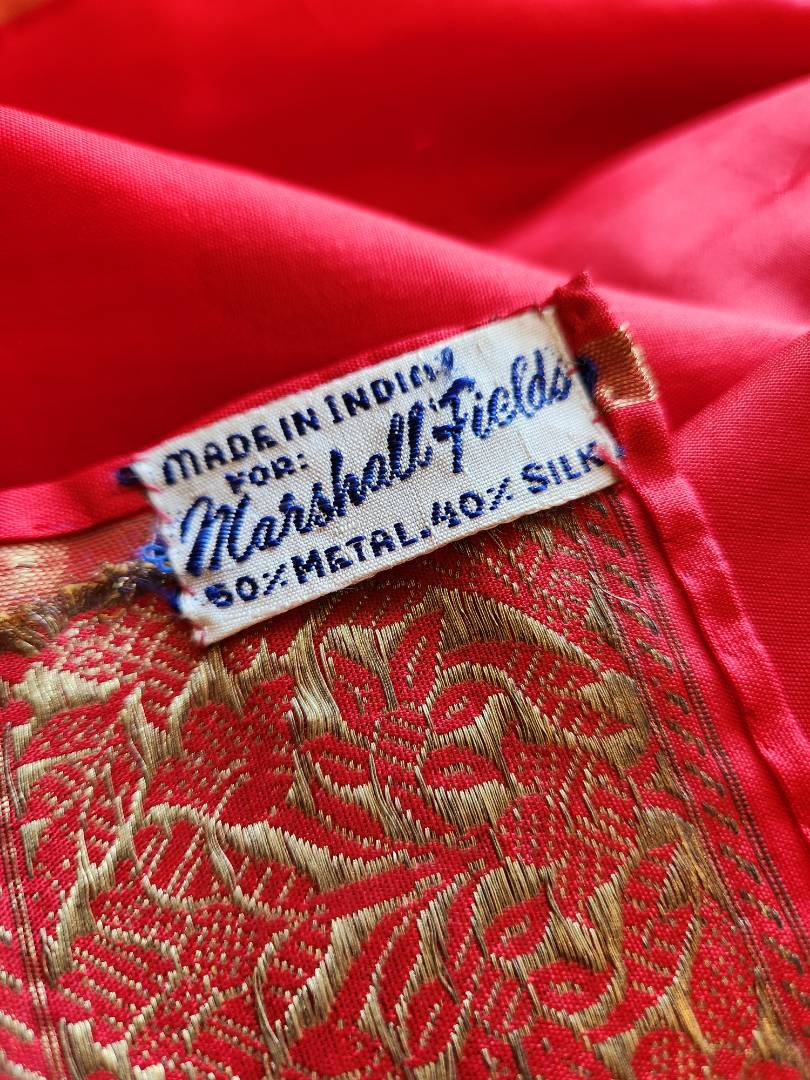 MADE IN INDIA
FOR:
Marshall Fields
50% METAL. 40% SILK